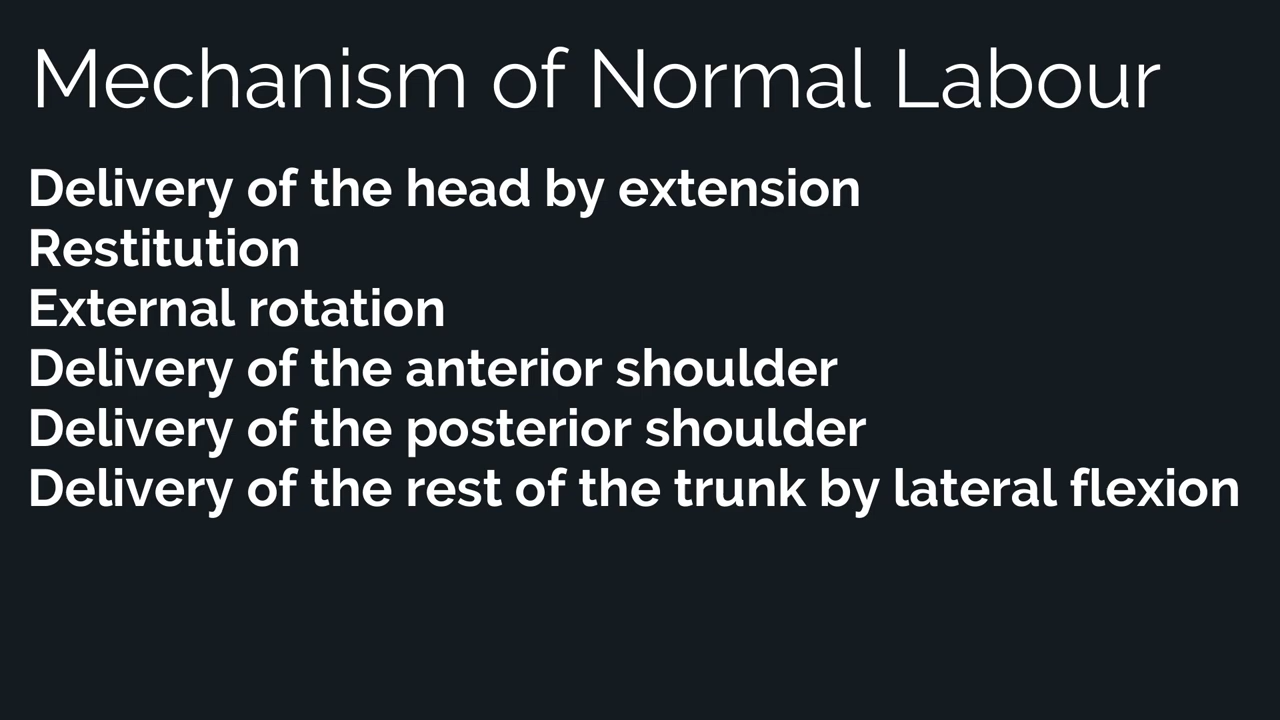 Mechanism of Normal Labour
Delivery of the head by extension
Restitution
External rotation
Delivery of the anterior shoulder
Delivery of the posterior shoulder
Delivery of the rest of the trunk by lateral flexion